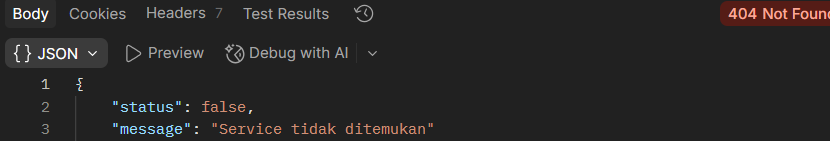 Body Cookies Headers 7 Test Results 404 Not Found
{} JSON Preview Debug with AI
1 {
2 "status": false,
3 "message": "Service tidak ditemukan"